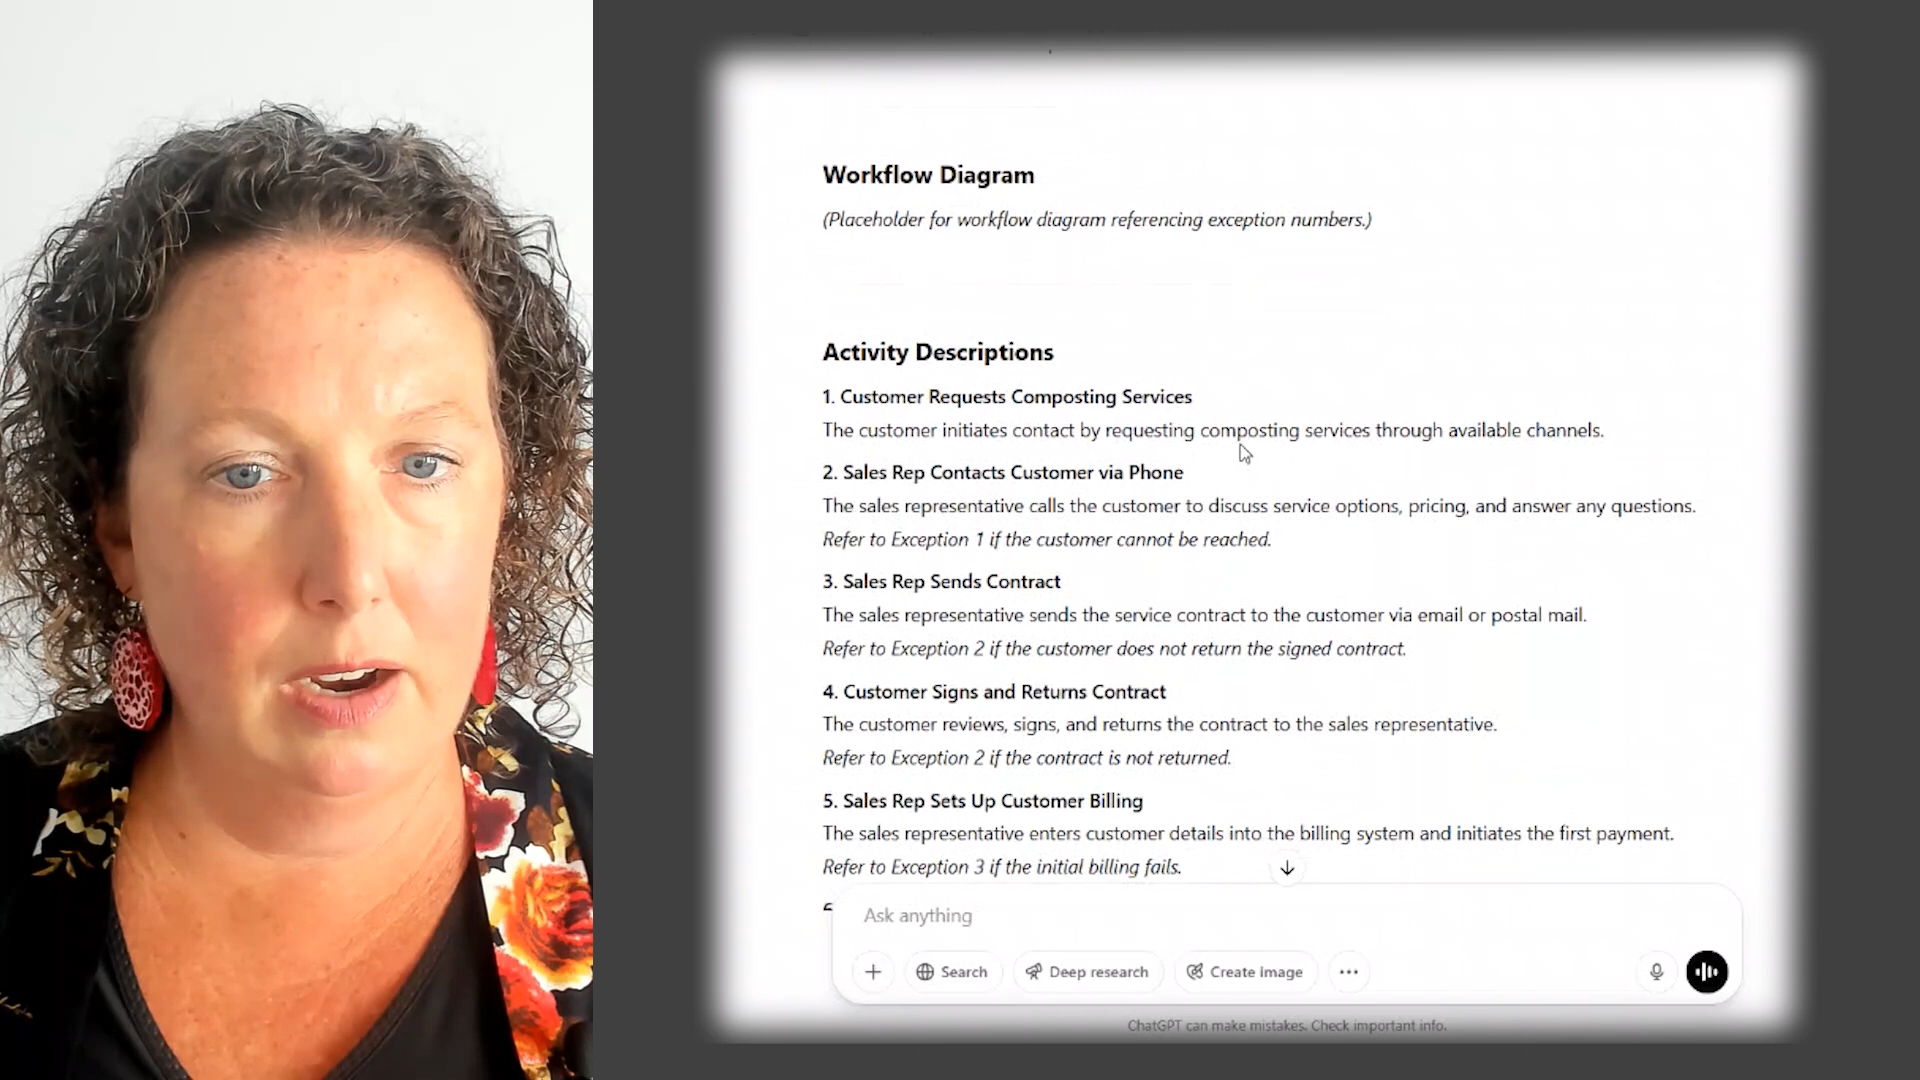 Workflow Diagram
(Placeholder for workflow diagram referencing exception numbers.)
Activity Descriptions
1. Customer Requests Composting Services
The customer initiates contact by requesting composting services through available channels.
2. Sales Rep Contacts Customer via Phone
The sales representative calls the customer to discuss service options, pricing, and answer any questions.
Refer to Exception 1 if the customer cannot be reached.
3. Sales Rep Sends Contract
The sales representative sends the service contract to the customer via email or postal mail.
Refer to Exception 2 if the customer does not return the signed contract.
4. Customer Signs and Returns Contract
The customer reviews, signs, and returns the contract to the sales representative.
Refer to Exception 2 if the contract is not returned.
5. Sales Rep Sets Up Customer Billing
The sales representative enters customer details into the billing system and initiates the first payment.
Refer to Exception 3 if the initial billing fails.
Ask anything
Search
Deep research
Create image
ChatGPT can make mistakes. Check important info.